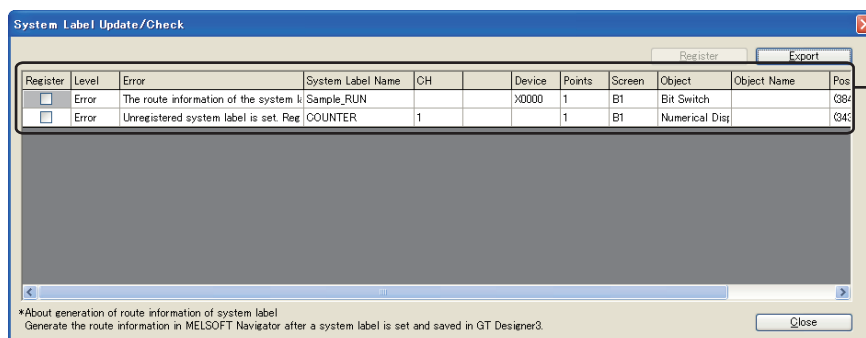 System Label Update/Check
Register Export
Register Level Error System Label Name CH Device Points Screen Object Object Name Pos
Error The route information of the system Sample_RUN X0000 1 B1 Bit Switch
Error Unregistered system label is set. Reg COUNTER 1 1 B1 Numerical Disp
*About generation of route information of system label
Generate the route information in MELSOFT Navigator after a system label is set and saved in GT Designer3.
Close